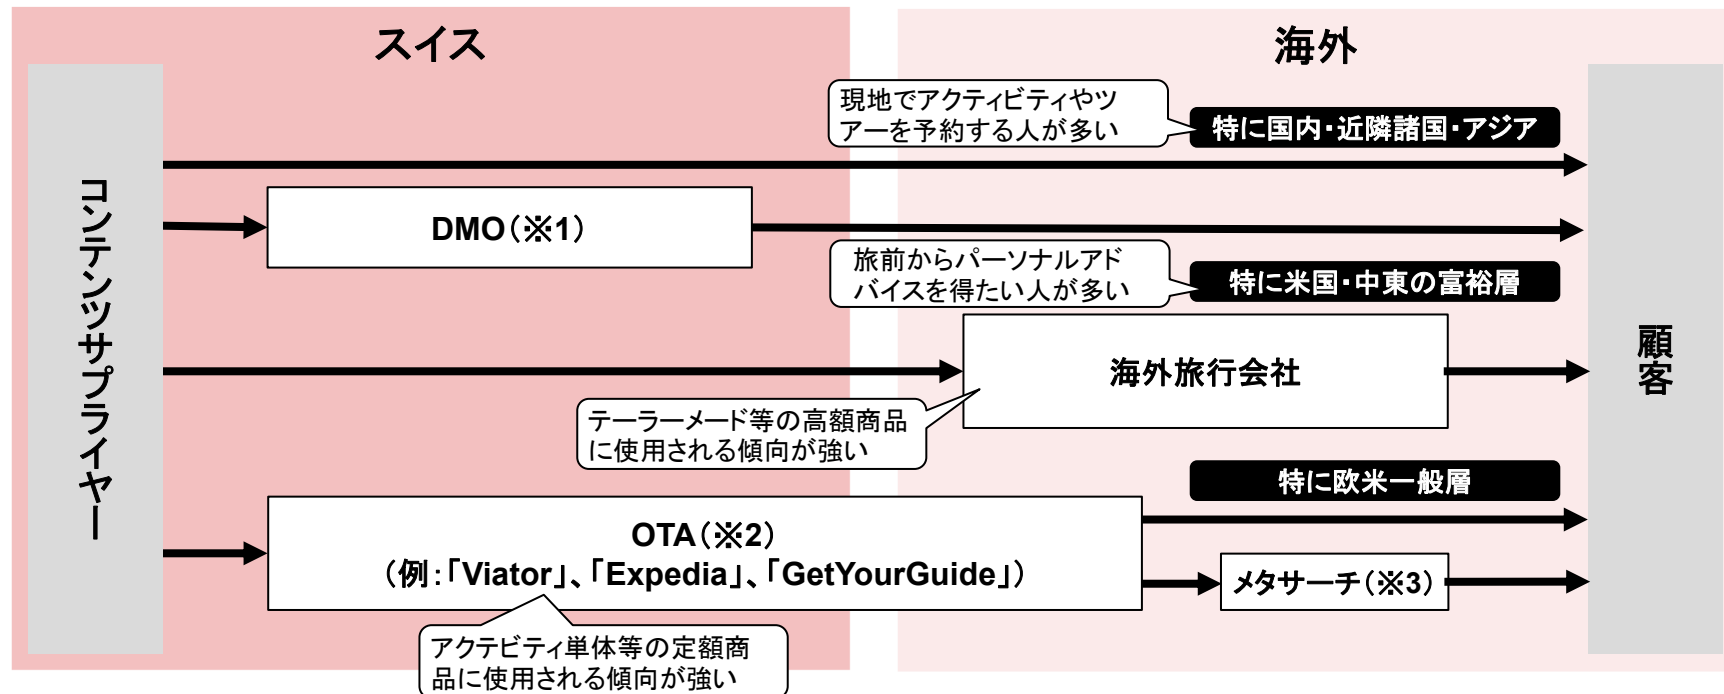 スイス
海外
コンテンツサプライヤー
現地でアクティビティやツ
アーを予約する人が多い
特に国内・近隣諸国・アジア
DMO（※1）
旅前からパーソナルアド
バイスを得たい人が多い
特に米国・中東の富裕層
海外旅行会社
テーラーメード等の高額商品
に使用される傾向が強い
特に欧米一般層
OTA（※2）
（例：「Viator」、「Expedia」、「GetYourGuide」）
メタサーチ（※3）
アクテビティ単体等の定額商
品に使用される傾向が強い
顧客